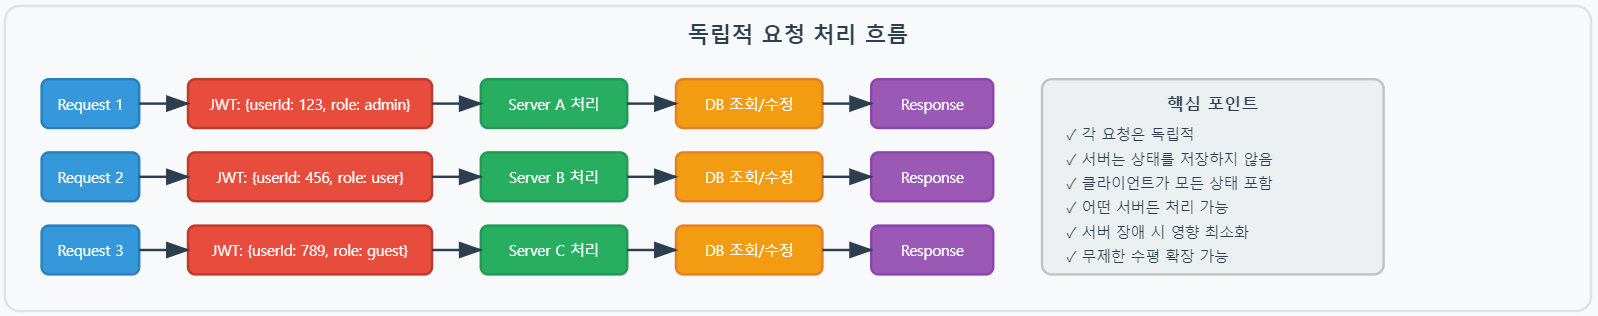 독립적 요청 처리 흐름
Request 1
JWT: {userId: 123, role: admin}
Server A 처리
DB 조회/수정
Response
Request 2
JWT: {userId: 456, role: user}
Server B 처리
DB 조회/수정
Response
Request 3
JWT: {userId: 789, role: guest}
Server C 처리
DB 조회/수정
Response
핵심 포인트
✓ 각 요청은 독립적
✓ 서버는 상태를 저장하지 않음
✓ 클라이언트가 모든 상태 포함
✓ 어떤 서버든 처리 가능
✓ 서버 장애 시 영향 최소화
✓ 무제한 수평 확장 가능